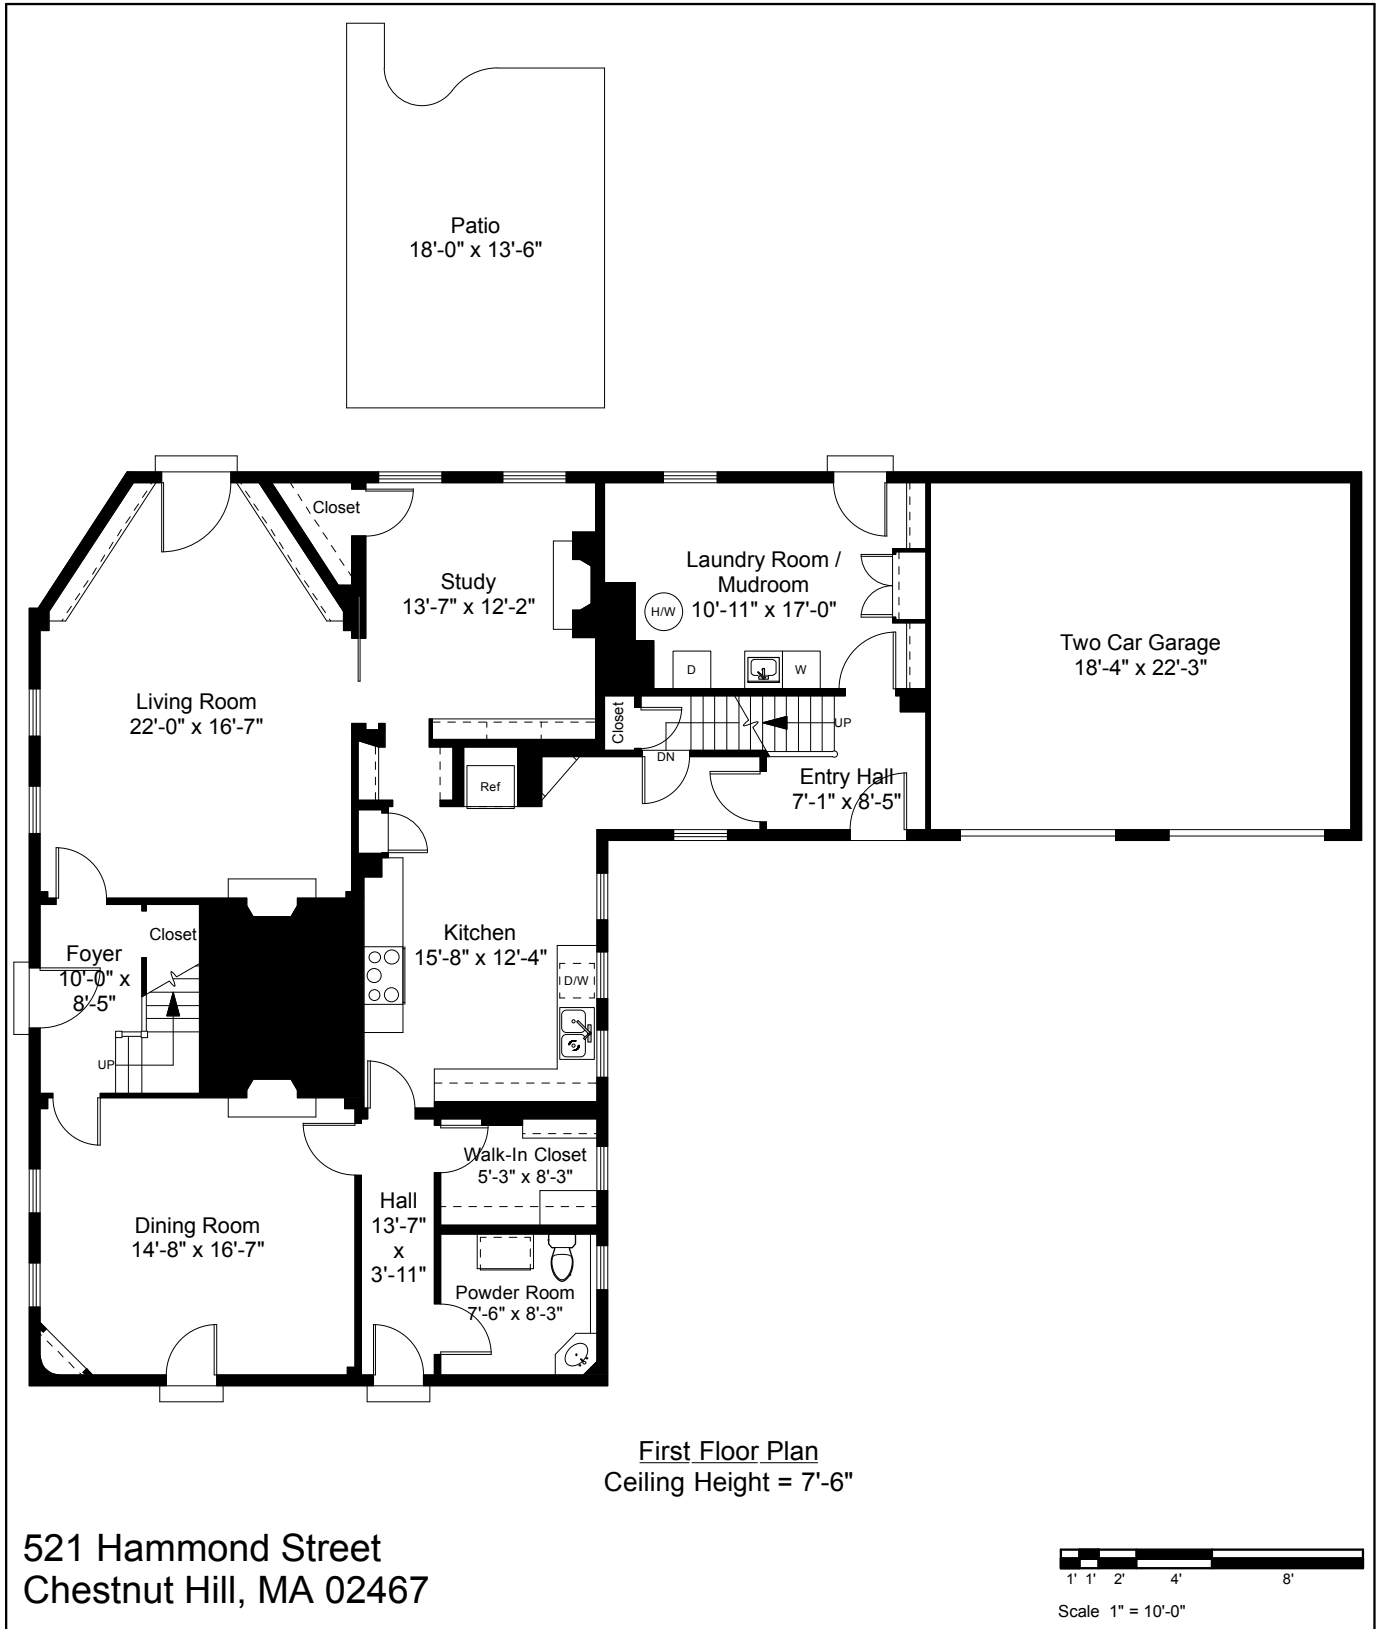 Patio
18'-0" x 13'-6"
Closet
Study
13'-7" x 12'-2"
Laundry Room /
Mudroom
10'-11" x 17'-0"
H/W
D
W
Two Car Garage
18'-4" x 22'-3"
Living Room
22'-0" x 16'-7"
Closet
UP
DN
Ref
Entry Hall
7'-1" x 8'-5"
Kitchen
15'-8" x 12'-4"
D/W
Closet
Foyer
10'-0" x
8'-5"
UP
Walk-In Closet
5'-3" x 8'-3"
Hall
13'-7"
x
3'-11"
Dining Room
14'-8" x 16'-7"
Powder Room
7'-6" x 8'-3"
First Floor Plan
Ceiling Height = 7'-6"
521 Hammond Street
Chestnut Hill, MA 02467
1' 1' 2' 4' 8'
Scale 1" = 10'-0"